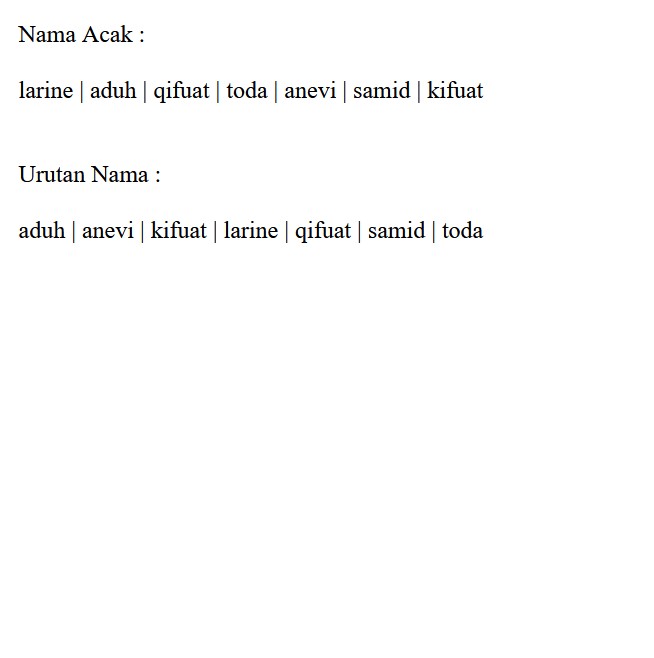 Nama Acak :
larine | aduh | qifuat | toda | anevi | samid | kifuat
Urutan Nama :
aduh | anevi | kifuat | larine | qifuat | samid | toda